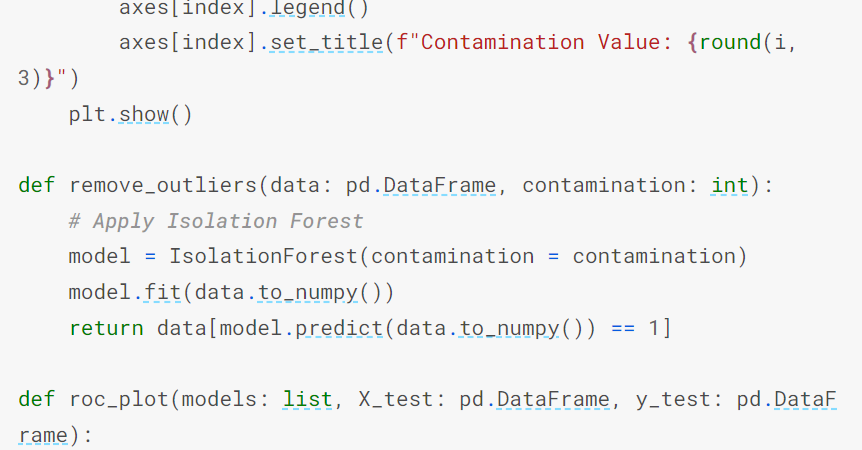 axes[index].legend()
axes[index].set_title(f"Contamination Value: {round(i,
3)}")
plt.show()
def remove_outliers(data: pd.DataFrame, contamination: int):
# Apply Isolation Forest
model = IsolationForest(contamination = contamination)
model.fit(data.to_numpy())
return data[model.predict(data.to_numpy()) == 1]
def roc_plot(models: list, X_test: pd.DataFrame, y_test: pd.DataF
rame):